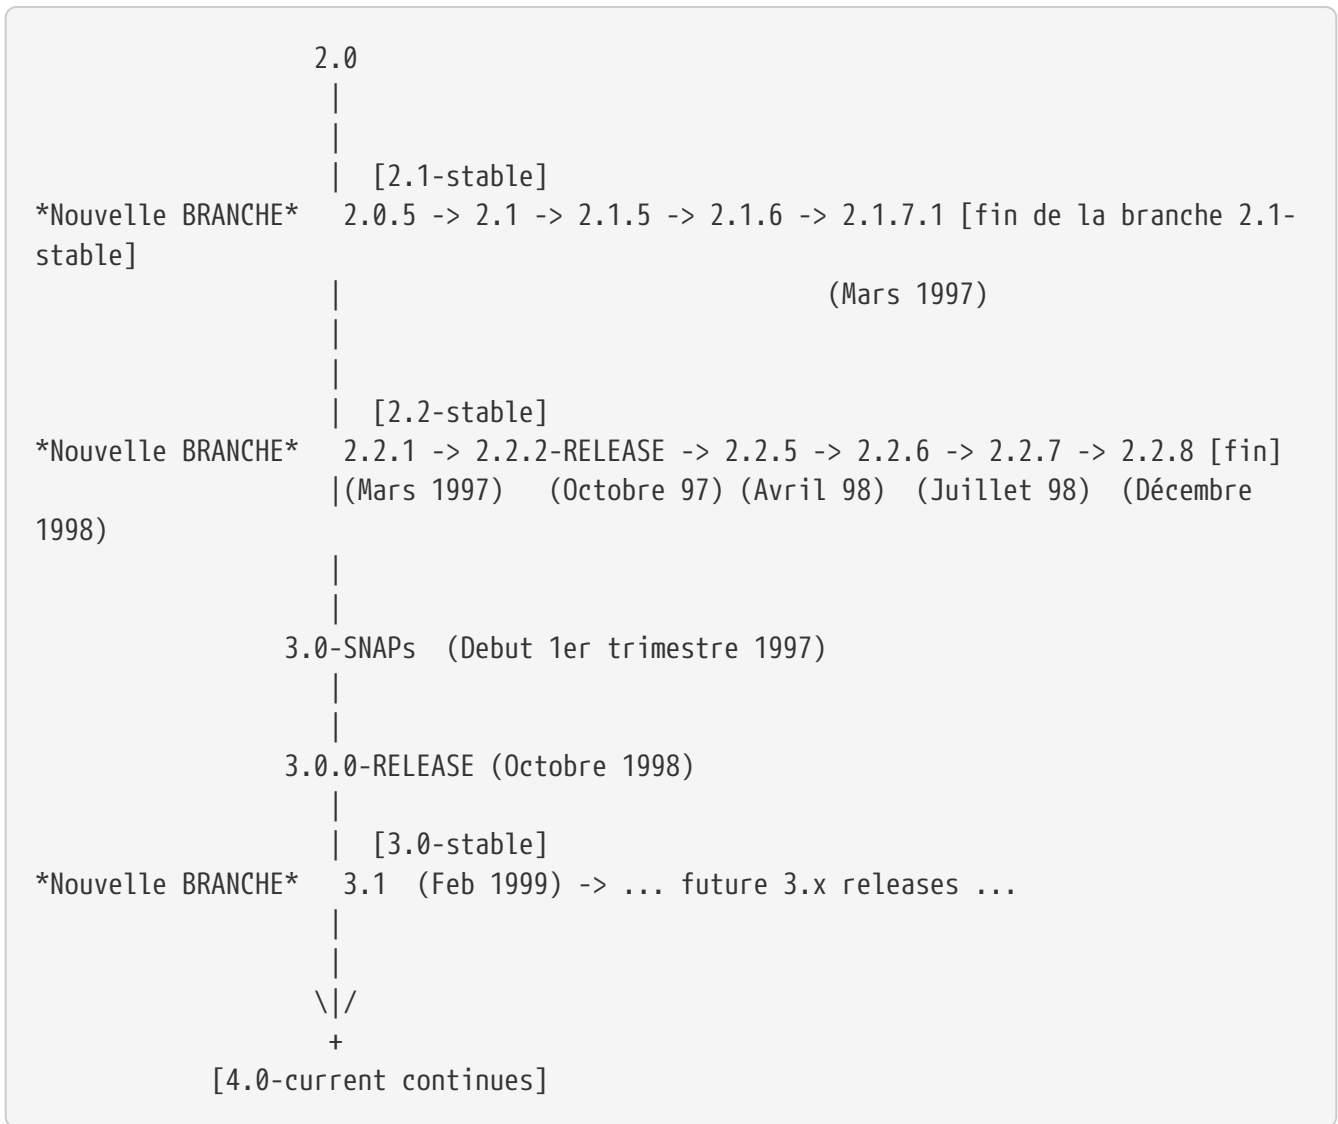 2.0
|
|
| [2.1-stable]
*Nouvelle BRANCHE* 2.0.5 -> 2.1 -> 2.1.5 -> 2.1.6 -> 2.1.7.1 [fin de la branche 2.1-
stable]
| (Mars 1997)
|
|
| [2.2-stable]
*Nouvelle BRANCHE* 2.2.1 -> 2.2.2-RELEASE -> 2.2.5 -> 2.2.6 -> 2.2.7 -> 2.2.8 [fin]
|(Mars 1997) (Octobre 97) (Avril 98) (Juillet 98) (Décembre
1998)
|
|
3.0-SNAPs (Debut 1er trimestre 1997)
|
|
3.0.0-RELEASE (Octobre 1998)
|
| [3.0-stable]
*Nouvelle BRANCHE* 3.1 (Feb 1999) -> ... future 3.x releases ...
|
|
\|/
+
[4.0-current continues]